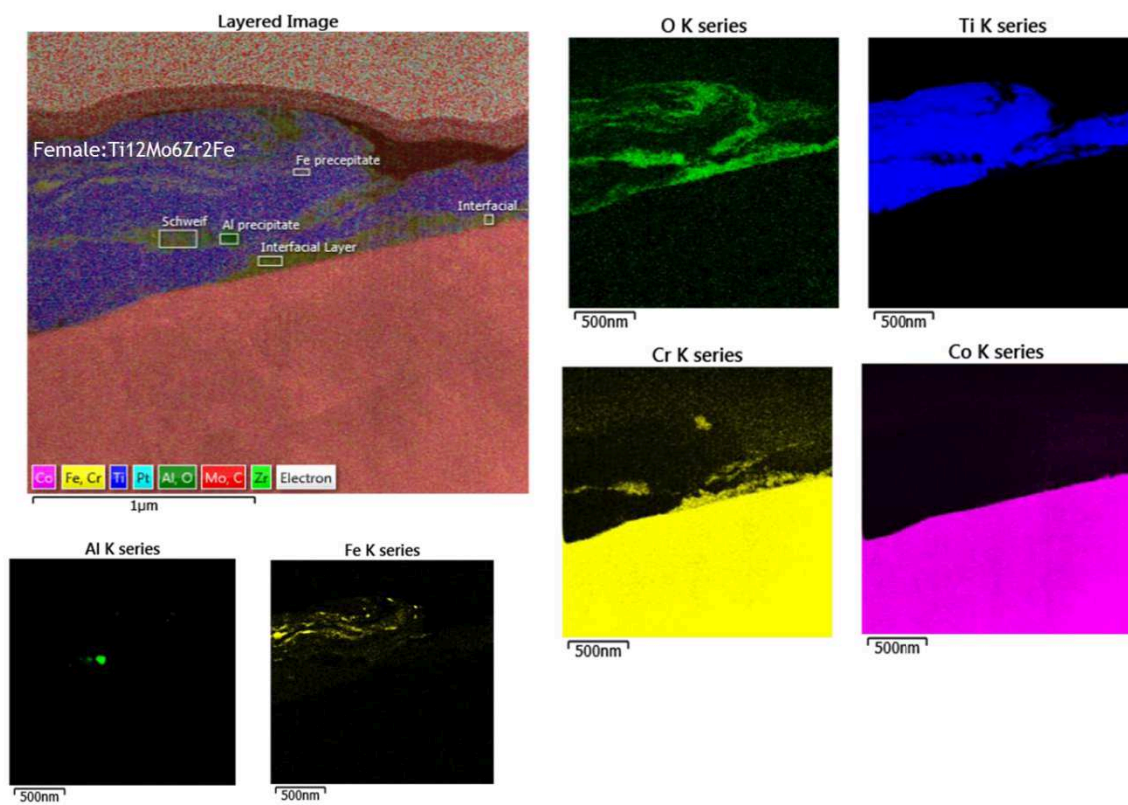 Layered Image
Female:Ti12Mo6Zr2Fe
Fe precepitate
Schweif
Al precipitate
Interfacial...
Interfacial Layer
Co
Fe, Cr
Ti
Pt
Al, O
Mo, C
Zr
Electron
1µm
O K series
500nm
Ti K series
500nm
Cr K series
500nm
Co K series
500nm
Al K series
500nm
Fe K series
500nm